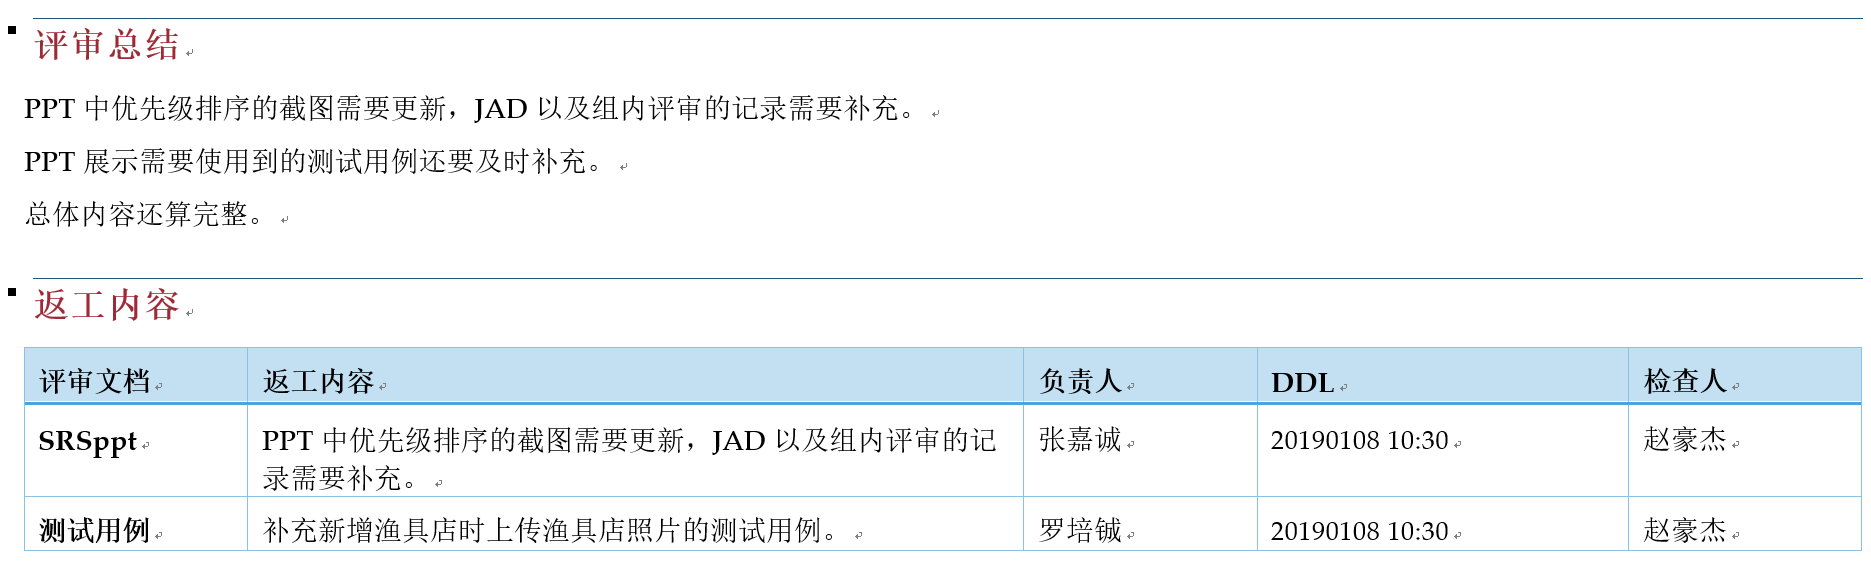 评审总结
PPT 中优先级排序的截图需要更新，JAD 以及组内评审的记录需要补充。
PPT 展示需要使用到的测试用例还要及时补充。
总体内容还算完整。
返工内容
评审文档 返工内容 负责人 DDL 检查人
SRSppt PPT 中优先级排序的截图需要更新，JAD 以及组内评审的记 张嘉诚 20190108 10:30 赵豪杰
录需要补充。
测试用例 补充新增渔具店时上传渔具店照片的测试用例。 罗培铖 20190108 10:30 赵豪杰